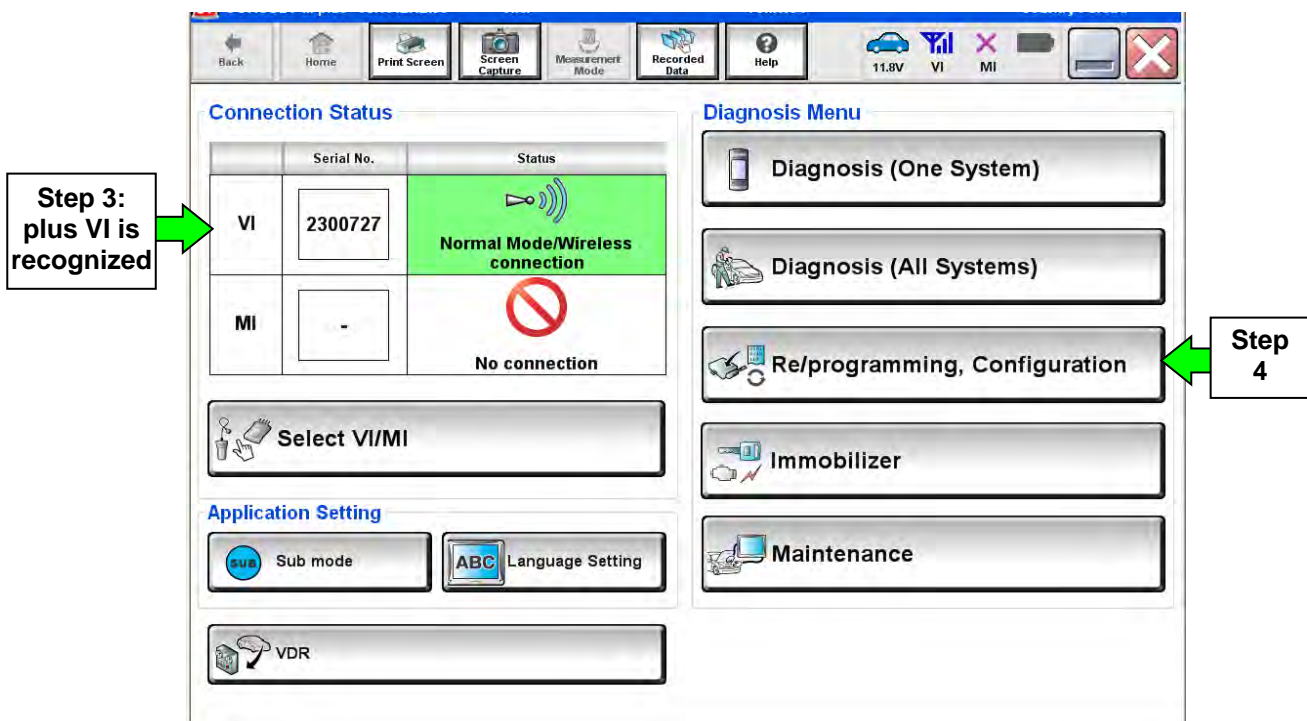 Back
Home
Print Screen
Screen
Capture
Measurement
Mode
Recorded
Data
Help
11.8V
VI
MI
Connection Status
Serial No.
Status
VI
2300727
Normal Mode/Wireless
connection
MI
-
No connection
Select VI/MI
Application Setting
SUB
Sub mode
ABC
Language Setting
VDR
Diagnosis Menu
Diagnosis (One System)
Diagnosis (All Systems)
Re/programming, Configuration
Immobilizer
Maintenance
Step 3:
plus VI is
recognized
Step
4